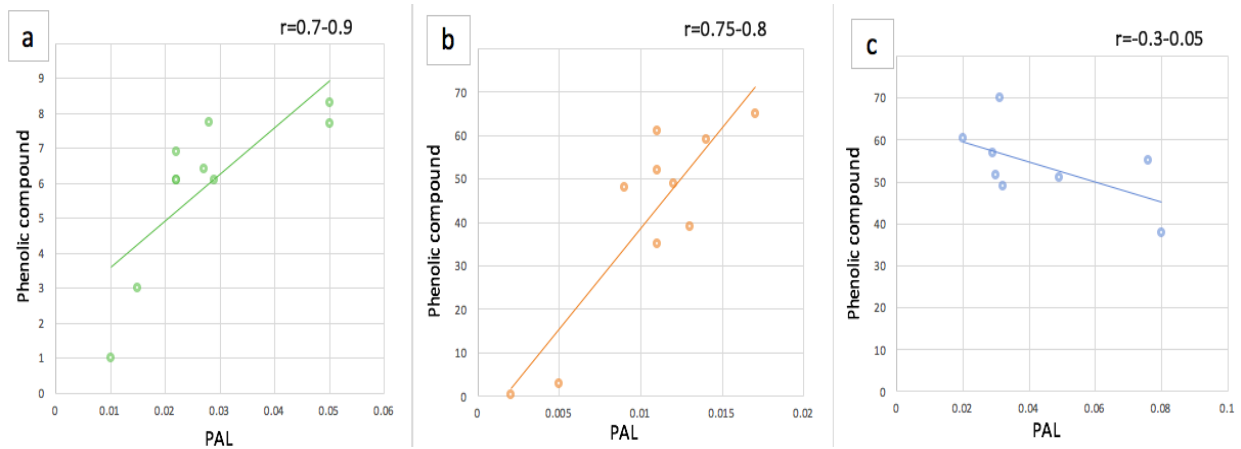 a
r=0.7-0.9
Phenolic compound
9
8
7
6
5
4
3
2
1
0
0 0.01 0.02 0.03 0.04 0.05 0.06
PAL
b
r=0.75-0.8
Phenolic compound
70
60
50
40
30
20
10
0
0 0.005 0.01 0.015 0.02
PAL
c
r=-0.3-0.05
Phenolic compound
70
60
50
40
30
20
10
0
0 0.02 0.04 0.06 0.08 0.1
PAL